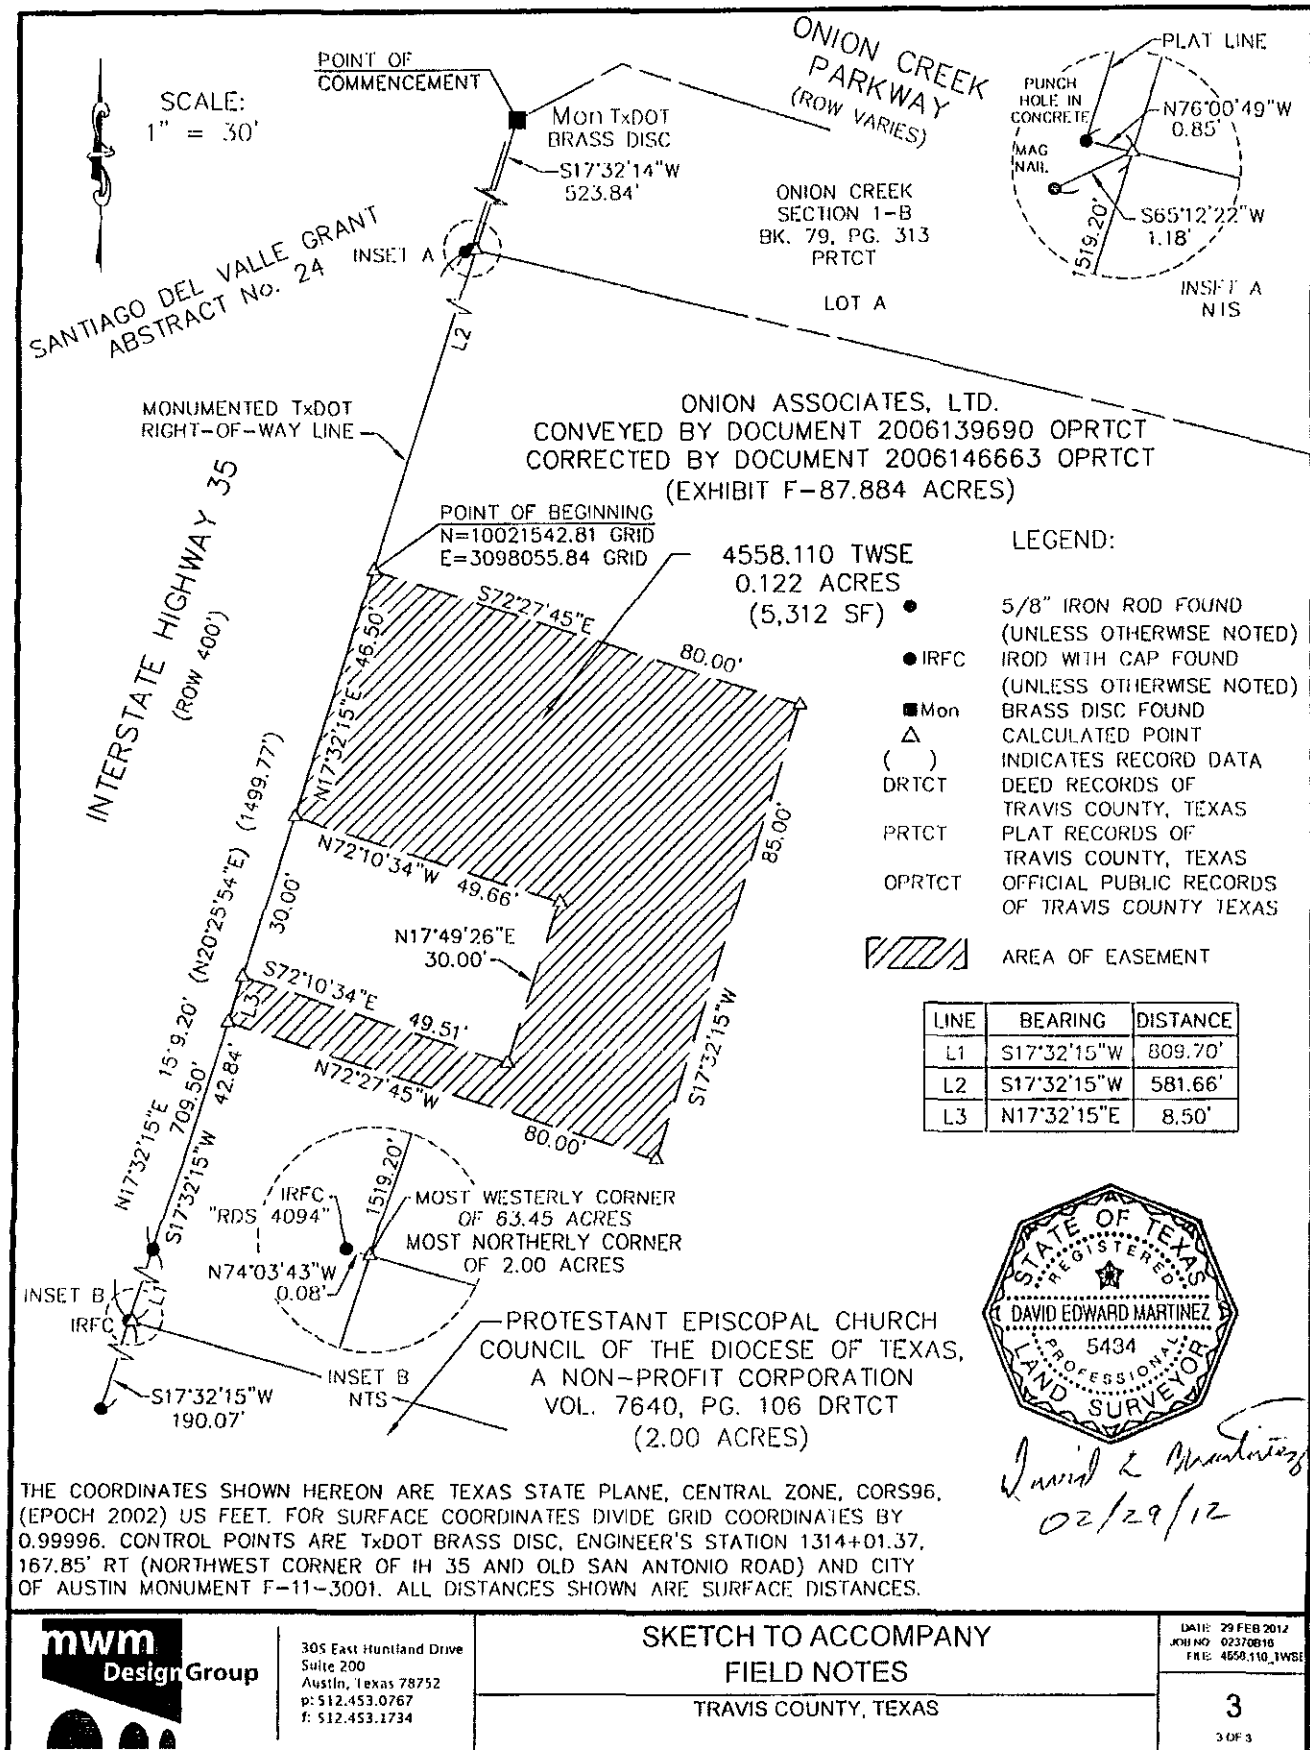 POINT OF
COMMENCEMENT
SCALE:
1" = 30'
Mon TxDOT
BRASS DISC
S17°32'14"W
523.84'
ONION CREEK
PARKWAY
(ROW VARIES)
PLAT LINE
PUNCH
HOLE IN
CONCRETE
N76°00'49"W
0.85'
MAG
NAIL
S65°12'22"W
1.18'
1519.20'
INSET A
NTS
ONION CREEK
SECTION 1-B
BK. 79, PG. 313
PRTCT
LOT A
INSET A
SANTIAGO DEL VALLE GRANT
ABSTRACT No. 24
L2
MONUMENTED TxDOT
RIGHT-OF-WAY LINE
ONION ASSOCIATES, LTD.
CONVEYED BY DOCUMENT 2006139690 OPRTCT
CORRECTED BY DOCUMENT 2006146663 OPRTCT
(EXHIBIT F-87.884 ACRES)
INTERSTATE HIGHWAY 35
(ROW 400')
POINT OF BEGINNING
N=10021542.81 GRID
E=3098055.84 GRID
4558.110 TWSE
0.122 ACRES
(5,312 SF)
S72°27'45"E
80.00'
N17°32'15"E 46.50'
85.00'
S17°32'15"W
N72°10'34"W 49.66'
30.00'
N17°49'26"E
30.00'
S72°10'34"E
49.51'
L3
N72°27'45"W
80.00'
42.84'
N17°32'15"E 1519.20' (N20°25'54"E) (1499.77')
709.50'
S17°32'15"W
LEGEND:
5/8" IRON ROD FOUND
(UNLESS OTHERWISE NOTED)
IRFC IROD WITH CAP FOUND
(UNLESS OTHERWISE NOTED)
Mon BRASS DISC FOUND
CALCULATED POINT
( ) INDICATES RECORD DATA
DRTCT DEED RECORDS OF
TRAVIS COUNTY, TEXAS
PRTCT PLAT RECORDS OF
TRAVIS COUNTY, TEXAS
OPRTCT OFFICIAL PUBLIC RECORDS
OF TRAVIS COUNTY TEXAS
AREA OF EASEMENT
LINE BEARING DISTANCE
L1 S17°32'15"W 809.70'
L2 S17°32'15"W 581.66'
L3 N17°32'15"E 8.50'
IRFC
"RDS 4094"
1519.20'
N74°03'43"W
0.08'
MOST WESTERLY CORNER
OF 63.45 ACRES
MOST NORTHERLY CORNER
OF 2.00 ACRES
INSET B
IRFC
L1
INSET B
NTS
S17°32'15"W
190.07'
PROTESTANT EPISCOPAL CHURCH
COUNCIL OF THE DIOCESE OF TEXAS,
A NON-PROFIT CORPORATION
VOL. 7640, PG. 106 DRTCT
(2.00 ACRES)
STATE OF TEXAS
REGISTERED
DAVID EDWARD MARTINEZ
5434
PROFESSIONAL
LAND SURVEYOR
David E Martinez
02/29/12
THE COORDINATES SHOWN HEREON ARE TEXAS STATE PLANE, CENTRAL ZONE, CORS96,
(EPOCH 2002) US FEET. FOR SURFACE COORDINATES DIVIDE GRID COORDINATES BY
0.99996. CONTROL POINTS ARE TxDOT BRASS DISC, ENGINEER'S STATION 1314+01.37,
167.85' RT (NORTHWEST CORNER OF IH 35 AND OLD SAN ANTONIO ROAD) AND CITY
OF AUSTIN MONUMENT F-11-3001. ALL DISTANCES SHOWN ARE SURFACE DISTANCES.
mwm
DesignGroup
305 East Huntland Drive
Suite 200
Austin, Texas 78752
p: 512.453.0767
f: 512.453.1734
SKETCH TO ACCOMPANY
FIELD NOTES
TRAVIS COUNTY, TEXAS
DATE: 29 FEB 2012
JOB NO: 02370B16
FILE: 4558.110_TWSE
3
3 OF 3